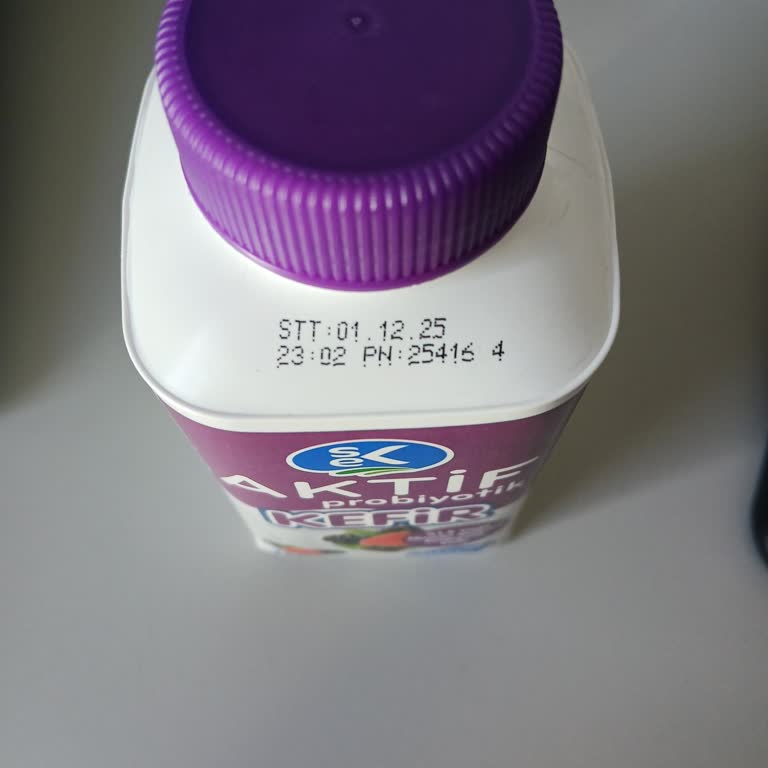 STT:01.12.25
23:02 PN:25416 4
sek
AKTİF
probiyotik
KEFİR